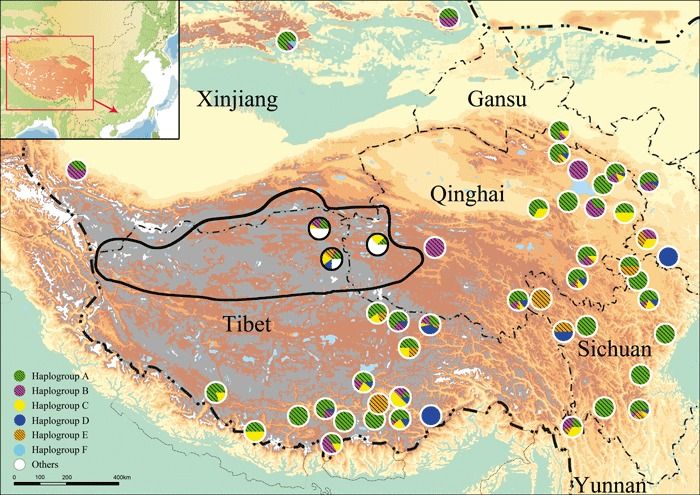 Xinjiang
Gansu
Qinghai
Tibet
Sichuan
Yunnan
Haplogroup A
Haplogroup B
Haplogroup C
Haplogroup D
Haplogroup E
Haplogroup F
Others
0 100 200 400km